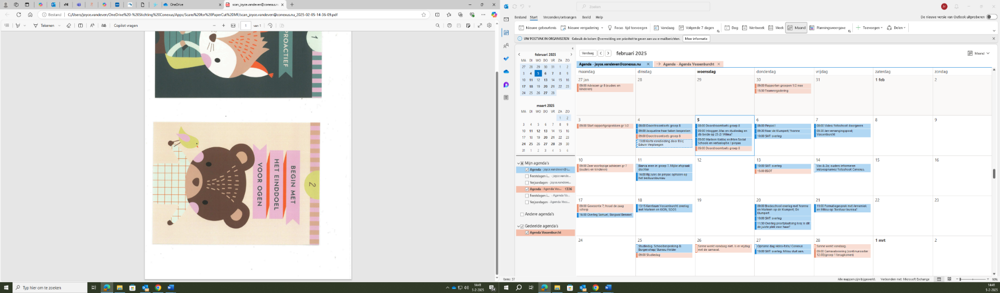 OneDrive
scan_joyce.vandeven@conexus.nu
Bestand
C:/Users/joyce.vandeven/OneDrive%20-%20Stichting%20Conexus/Apps/Scans%20for%20PaperCut%20MF/scan_joyce.vandeven@conexus.nu_2025-02-05-14-36-09.pdf
Tekenen
Copilot vragen
1
van 1
1
PROACTIEF
2
BEGIN MET
HET EINDDOEL
VOOR OGEN
Typ hier om te zoeken
14:41
5-2-2025
Zoeken
JV
Bestand Start Verzenden/ontvangen Beeld Help
De nieuwe versie van Outlook uitproberen
Nieuwe gebeurtenis Nieuwe vergadering Focus tijd toevoegen Vandaag Volgende 7 dagen Dag Werkweek Week Maand Planningsweergave Toevoegen Delen
UW POSTVAK IN ORGANISEREN Gebruik de kolom @vermelding om prioriteit te geven aan uw e-mailberichten. Meer informatie
februari 2025
MA DI WO DO VR ZA ZO
27 28 29 30 31 1 2
3 4 5 6 7 8 9
10 11 12 13 14 15 16
17 18 19 20 21 22 23
24 25 26 27 28
maart 2025
MA DI WO DO VR ZA ZO
1 2
3 4 5 6 7 8 9
10 11 12 13 14 15 16
17 18 19 20 21 22 23
24 25 26 27 28 29 30
31 1 2 3 4 5 6
Mijn agenda's
Agenda - joyce.vandeven@c...
Feestdagen i... - joyce.vande...
Verjaardagen - joyce.vandeve...
Agenda - Agenda Vos... 1336
Feestdagen i... - Agenda Vo...
Verjaardagen - Agenda Voss...
Andere agenda's
Gedeelde agenda's
Agenda Vossenburcht
Vandaag
februari 2025
Maand
Agenda - joyce.vandeven@conexus.nu
Agenda - Agenda Vossenburcht
maandag dinsdag woensdag donderdag vrijdag zaterdag zondag
27 jan 28 29 30 31 1 feb 2
09:00 Adviezen gr 8 (ouders en
kinderen)
09:00 Rapporten groepen 1/2 mee
15:30 Teamvergadering
3 4 5 6 7 8 9
09:00 Start rapportgesprekken gr 1/2
08:00 Doorstroomtoets groep 8
09:00 Jacqueline haar taken bespreken
09:00 Doorstroomtoets groep 8
13:00 Korte rondleiding door Esis;
Edwin Verploegen
08:00 Doorstroomtoets groep 8
09:00 Inloggen Afas en studiedag en
db beide op 25-2/ Wilma?
09:00 Marleen Kokke; rechten Social
Schools en vertaaloptie / pinpas
09:00 Doorstroomtoets groep 8
08:00 Pinpas!!
09:30 Naar de Klumpert/ Yvonne
10:00 SMT overleg
08:00 Video/ fotoshoot doorgeven
09:30 Jan vervangingspool;
Vossenburcht
10 11 12 13 14 15 16
09:00 Zeer voorlopige adviezen gr 7
(ouders en kinderen)
Bianca even in groep 7. Mijke afspraak
dochter
16:00 Bij Jules de pinpas ophalen op
het bestuursbureau
10:00 SMT overleg
15:00 BSOT
Vos & Zo; ouders informeren
videoopnames/ fotoshoot Conexus.
17 18 19 20 21 22 23
09:00 Gewoonte 7; houd de zaag
scherp
16:00 Overleg Samuel, Borgwal Bemmel
13:15 Kernteam Vossenburcht overleg
met Marleen en KION, SOOS
09:00 Bredeschool overleg met Yvonne
en Marleen op de Klumpert; De
Klumpert
10:00 SMT overleg
11:30 Overleg proefplaatsing Isra; is dit
de juiste plek voor haar?
11:00 Formatiegesprek met Annemiek
en Milou op ?bestuur bureau?
24 25 26 27 28 1 mrt 2
Studiedag, Schoolbespreking &
Burgerschap/ Bureau Helder
09:00 Studiedag
Sanne werkt vandaag niet. Is er vrijdag
met de carnaval.
Opname dag video-foto/ Conexus
10:00 SMT overleg. Milou sluit aan.
Sanne werkt vandaag.
09:00 Carnavalsviering (continurooster
12.00)(groep 1 terugkomen)
Items: 37
Alle mappen zijn bijgewerkt. Verbonden met: Microsoft Exchange
90%
14:41
5-2-2025